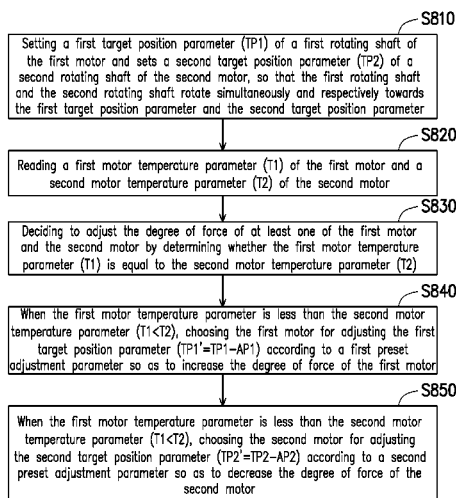 S810
Setting a first target position parameter (TP1) of a first rotating shaft of
the first motor and sets a second target position parameter (TP2) of a
second rotating shaft of the second motor, so that the first rotating shaft
and the second rotating shaft rotate simultaneously and respectively towards
the first target position parameter and the second target position parameter
S820
Reading a first motor temperature parameter (T1) of the first motor and a
second motor temperature parameter (T2) of the second motor
S830
Deciding to adjust the degree of force of at least one of the first motor
and the second motor by determining whether the first motor temperature
parameter (T1) is equal to the second motor temperature parameter (T2)
S840
When the first motor temperature parameter is less than the second motor
temperature parameter (T1<T2), choosing the first motor for adjusting the first
target position parameter (TP1'=TP1-AP1) according to a first preset
adjustment parameter so as to increase the degree of force of the first motor
S850
When the first motor temperature parameter is less than the second motor
temperature parameter (T1<T2), choosing the second motor for adjusting
the second target position parameter (TP2'=TP2-AP2) according to a second
preset adjustment parameter so as to decrease the degree of force of the
second motor